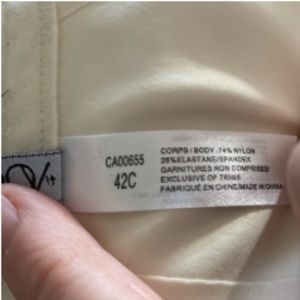 CA00655
42C
CORPS / BODY :74% NYLON
26%ELASTANE/SPANDEX
GARNITURES NON COMPRISES/
EXCLUSIVE OF TRIMS
FABRIQUÉ EN CHINE/MADE IN CHINA